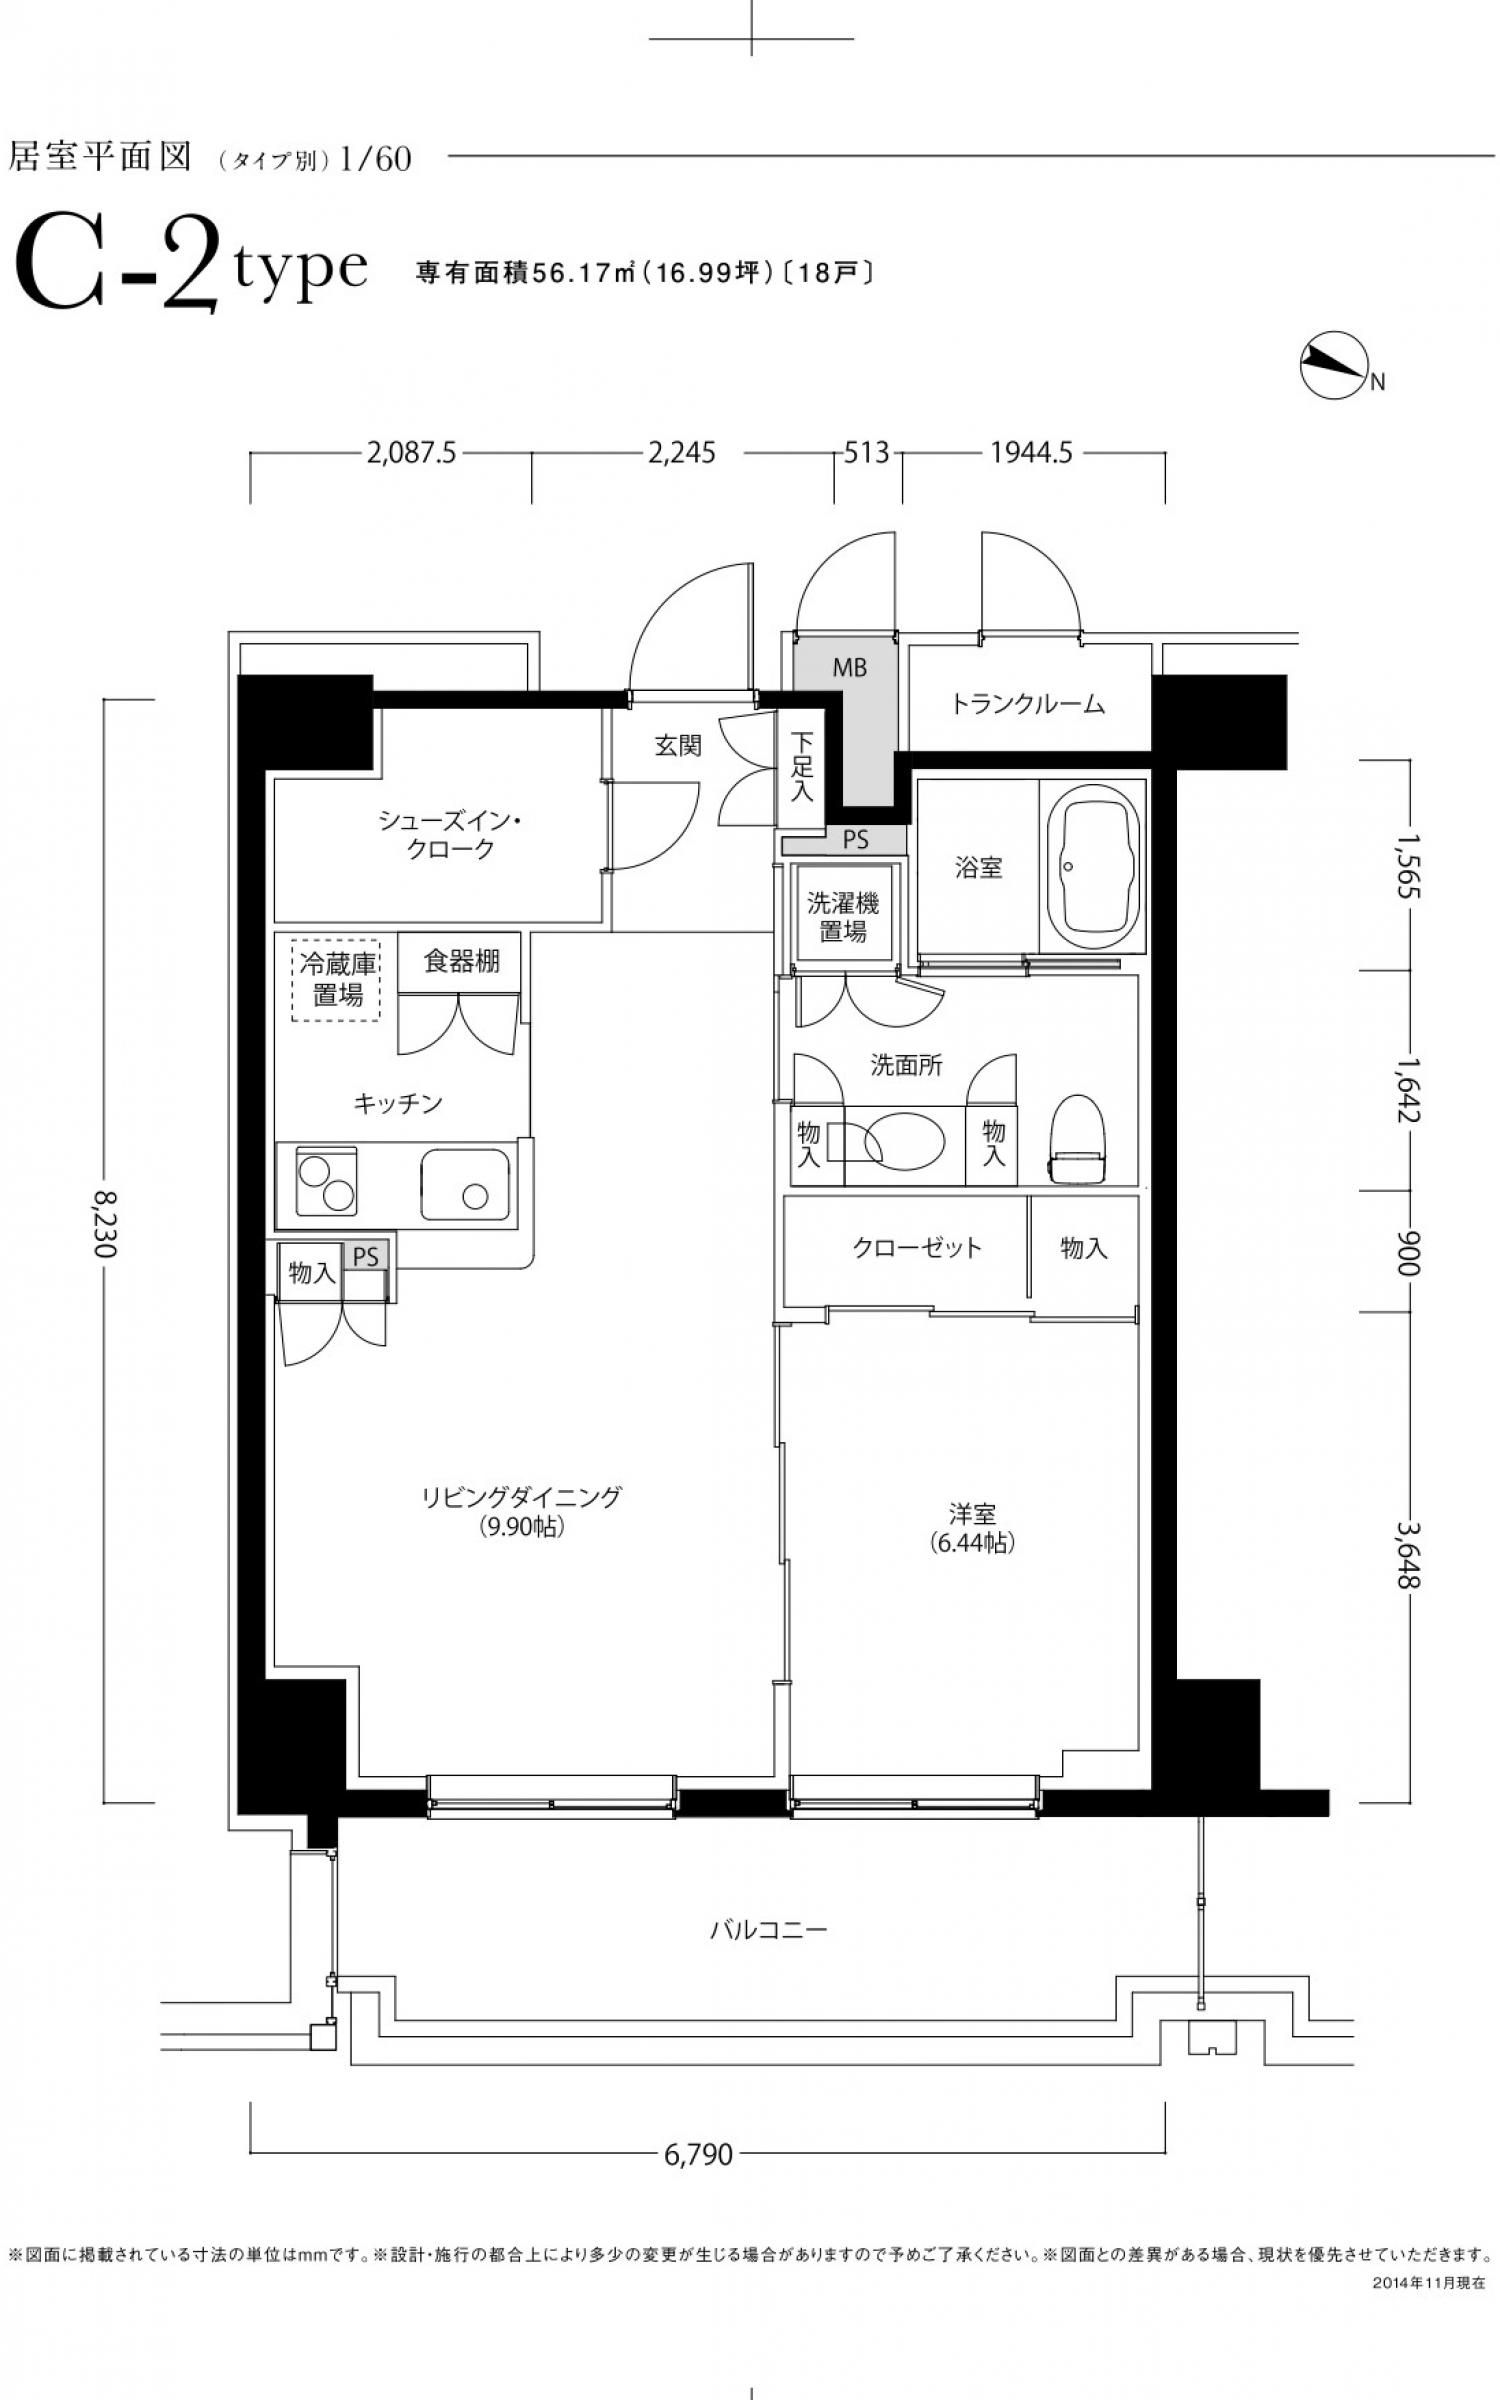 居室平面図 （タイプ別）1/60
C-2 type 専有面積56.17㎡（16.99坪）〔18戸〕
N
2,087.5 2,245 513 1944.5
MB
トランクルーム
玄関
下足入
シューズイン・
クローク
PS
浴室
洗濯機
置場
冷蔵庫
置場
食器棚
洗面所
キッチン
物入
物入
クローゼット
物入
物入
PS
リビングダイニング
（9.90帖）
洋室
（6.44帖）
バルコニー
8,230
1,565
1,642
900
3,648
6,790
※図面に掲載されている寸法の単位はmmです。※設計・施行の都合上により多少の変更が生じる場合がありますので予めご了承ください。※図面との差異がある場合、現状を優先させていただきます。
2014年11月現在